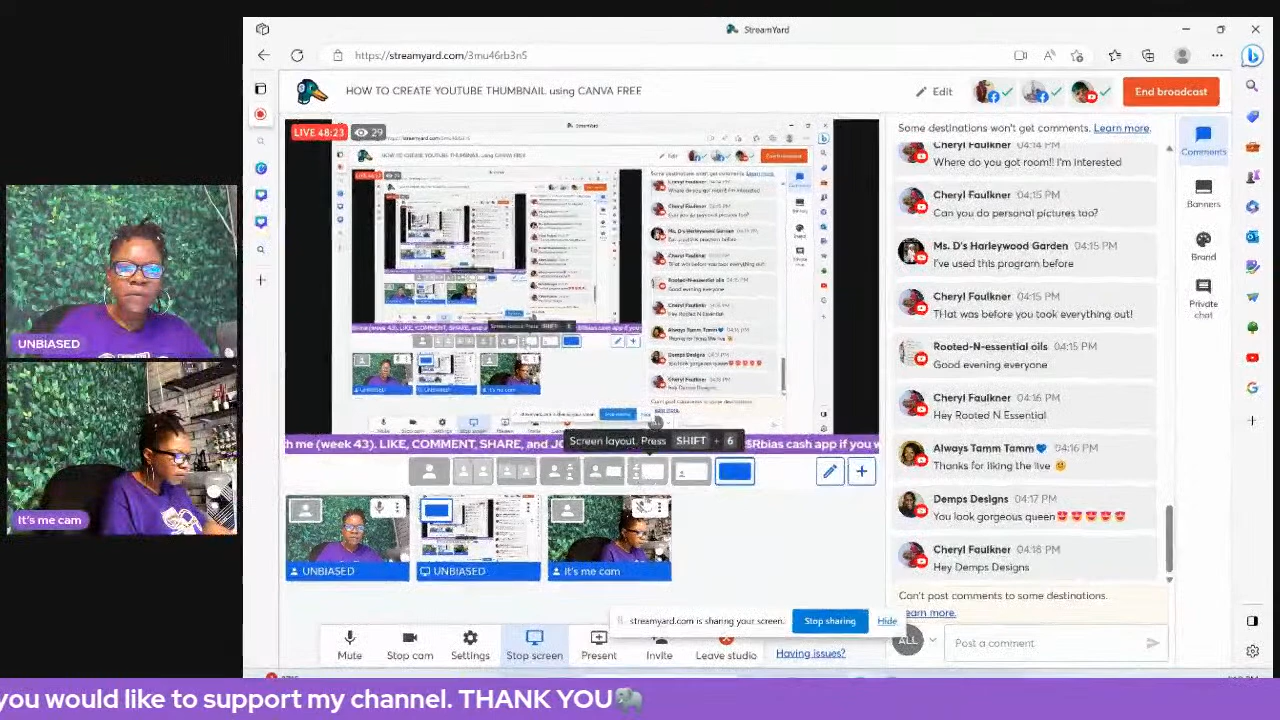 StreamYard
https://streamyard.com/3mu46rb3n5
HOW TO CREATE YOUTUBE THUMBNAIL using CANVA FREE
Edit
End broadcast
LIVE 48:23
29
Some destinations won't get comments. Learn more.
Cheryl Faulkner 04:14 PM
Where do you got room!! I'm interested
Cheryl Faulkner 04:15 PM
Can you do personal pictures too?
Ms. D's Harleywood Garden 04:15 PM
I've used this program before
Cheryl Faulkner 04:15 PM
THat was before you took everything out!
Rooted-N-essential oils 04:15 PM
Good evening everyone
Cheryl Faulkner 04:16 PM
Hey Rooted N Essential
Always Tamm Tamm 💙 04:16 PM
Thanks for liking the live
Demps Designs 04:17 PM
You look gorgeous queen
Cheryl Faulkner 04:18 PM
Hey Demps Designs
Can't post comments to some destinations.
Learn more.
ALL
Post a comment
Comments
Banners
Brand
Private
chat
UNBIASED
It's me cam
th me (week 43). LIKE, COMMENT, SHARE, and JO
Screen layout. Press SHIFT + 6
$Rbias cash app if you w
UNBIASED
UNBIASED
It's me cam
streamyard.com is sharing your screen.
Stop sharing
Hide
Mute
Stop cam
Settings
Stop screen
Present
Invite
Leave studio
Having issues?
you would like to support my channel. THANK YOU🐘